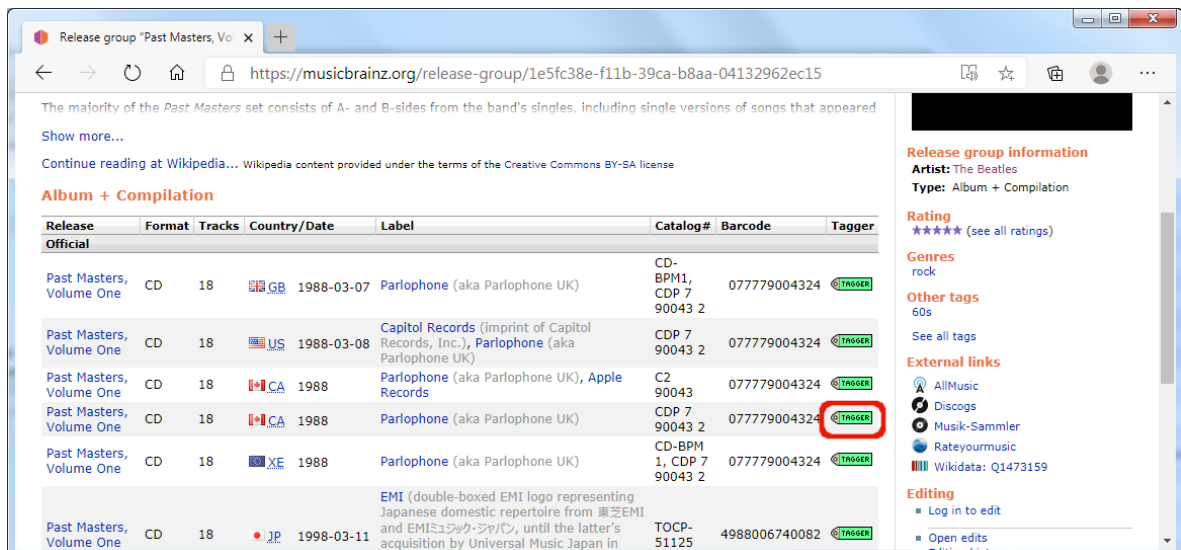 Release group "Past Masters, Vol
https://musicbrainz.org/release-group/1e5fc38e-f11b-39ca-b8aa-04132962ec15
The majority of the Past Masters set consists of A- and B-sides from the band's singles, including single versions of songs that appeared
Show more...
Continue reading at Wikipedia... Wikipedia content provided under the terms of the Creative Commons BY-SA license
Album + Compilation
Release Format Tracks Country/Date Label Catalog# Barcode Tagger
Official
Past Masters, Volume One CD 18 GB 1988-03-07 Parlophone (aka Parlophone UK) CD-BPM1, CDP 7 90043 2 077779004324 TAGGER
Past Masters, Volume One CD 18 US 1988-03-08 Capitol Records (imprint of Capitol Records, Inc.), Parlophone (aka Parlophone UK) CDP 7 90043 2 077779004324 TAGGER
Past Masters, Volume One CD 18 CA 1988 Parlophone (aka Parlophone UK), Apple Records C2 90043 077779004324 TAGGER
Past Masters, Volume One CD 18 CA 1988 Parlophone (aka Parlophone UK) CDP 7 90043 2 077779004324 TAGGER
Past Masters, Volume One CD 18 XE 1988 Parlophone (aka Parlophone UK) CD-BPM 1, CDP 7 90043 2 077779004324 TAGGER
Past Masters, Volume One CD 18 JP 1998-03-11 EMI (double-boxed EMI logo representing Japanese domestic repertoire from 東芝EMI and EMIミュージック・ジャパン, until the latter's acquisition by Universal Music Japan in TOCP-51125 4988006740082 TAGGER
Release group information
Artist: The Beatles
Type: Album + Compilation
Rating
★★★★★ (see all ratings)
Genres
rock
Other tags
60s
See all tags
External links
AllMusic
Discogs
Musik-Sammler
Rateyourmusic
Wikidata: Q1473159
Editing
Log in to edit
Open edits